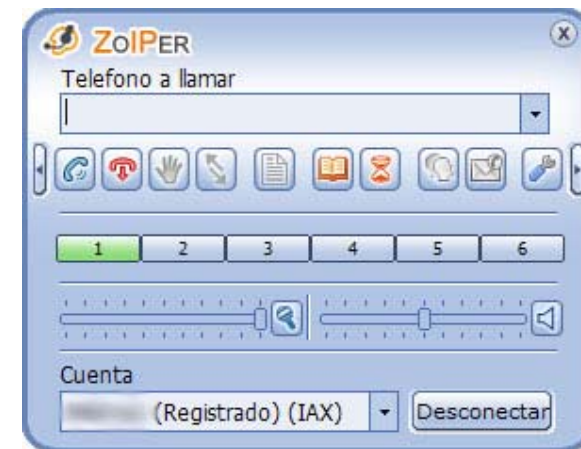 ZoIPER
Telefono a llamar
1 2 3 4 5 6
Cuenta
(Registrado) (IAX) Desconectar